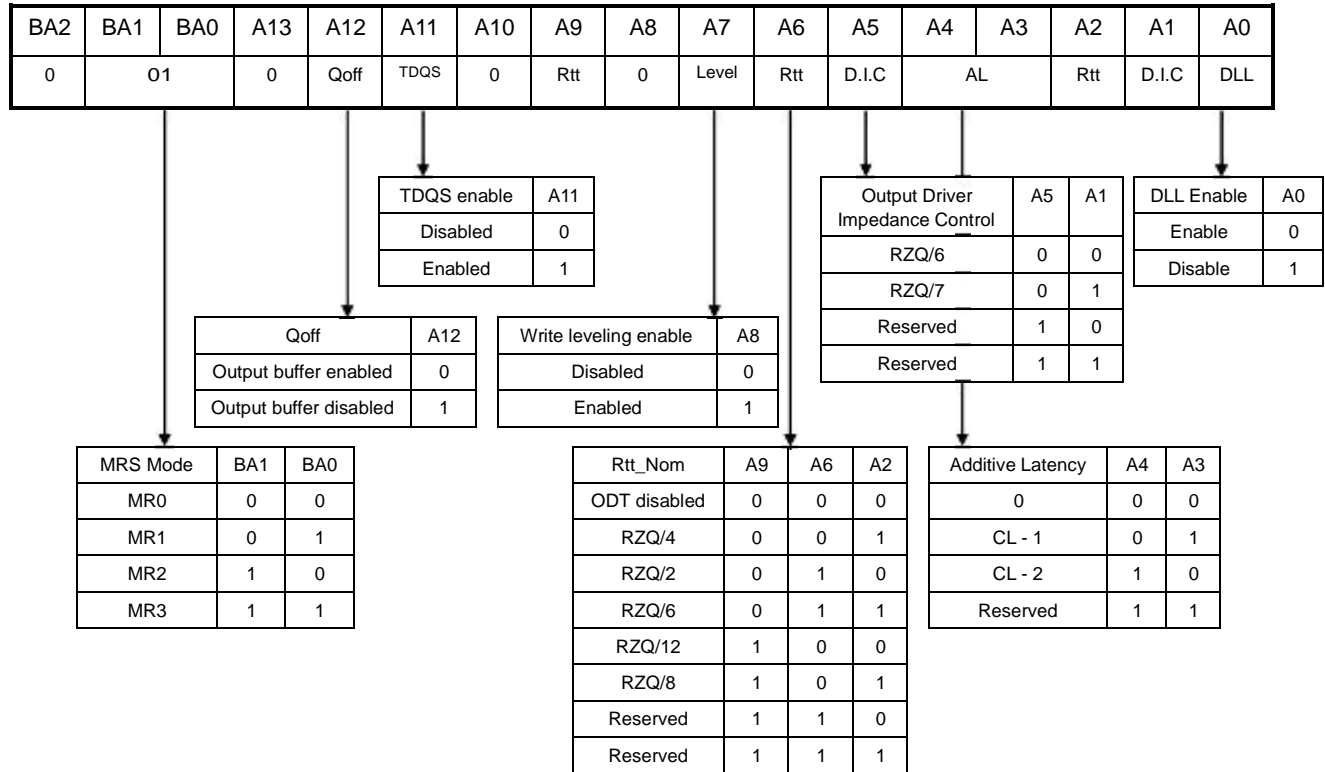 BA2 BA1 BA0 A13 A12 A11 A10 A9 A8 A7 A6 A5 A4 A3 A2 A1 A0
0 01 0 Qoff TDQS 0 Rtt 0 Level Rtt D.I.C AL Rtt D.I.C DLL
TDQS enable A11
Disabled 0
Enabled 1
Output Driver
Impedance Control A5 A1
RZQ/6 0 0
RZQ/7 0 1
Reserved 1 0
Reserved 1 1
DLL Enable A0
Enable 0
Disable 1
Qoff A12
Output buffer enabled 0
Output buffer disabled 1
Write leveling enable A8
Disabled 0
Enabled 1
MRS Mode BA1 BA0
MR0 0 0
MR1 0 1
MR2 1 0
MR3 1 1
Rtt_Nom A9 A6 A2
ODT disabled 0 0 0
RZQ/4 0 0 1
RZQ/2 0 1 0
RZQ/6 0 1 1
RZQ/12 1 0 0
RZQ/8 1 0 1
Reserved 1 1 0
Reserved 1 1 1
Additive Latency A4 A3
0 0 0
CL - 1 0 1
CL - 2 1 0
Reserved 1 1